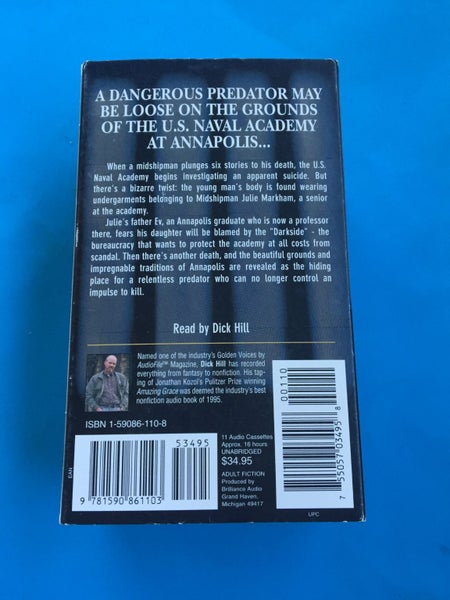 A DANGEROUS PREDATOR MAY
BE LOOSE ON THE GROUNDS
OF THE U.S. NAVAL ACADEMY
AT ANNAPOLIS...
When a midshipman plunges six stories to his death, the U.S.
Naval Academy begins investigating an apparent suicide. But
there's a bizarre twist: the young man's body is found wearing
undergarments belonging to Midshipman Julie Markham, a senior
at the academy.
Julie's father Ev, an Annapolis graduate who is now a professor
there, fears his daughter will be blamed by the "Darkside" - the
bureaucracy that wants to protect the academy at all costs from
scandal. Then there's another death, and the beautiful grounds and
impregnable traditions of Annapolis are revealed as the hiding
place for a relentless predator who can no longer control an
impulse to kill.
Read by Dick Hill
Named one of the industry's Golden Voices by
AudioFile™ Magazine, Dick Hill has recorded
everything from fantasy to nonfiction. His tap-
ing of Jonathan Kozol's Pulitzer Prize winning
Amazing Grace was deemed the industry's best
nonfiction audio book of 1995.
ISBN 1-59086-110-8
53495
EAN
9 781590 861103
11 Audio Cassettes
Approx. 16 hours
UNABRIDGED
$34.95
ADULT FICTION
Produced by
Brilliance Audio
Grand Haven,
Michigan 49417
00110
7 55057 03495 8
UPC